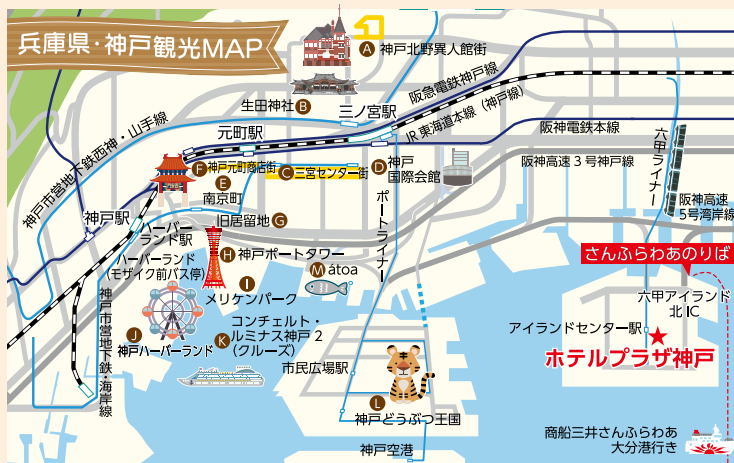 兵庫県・神戸観光MAP
A 神戸北野異人館街
生田神社 B
三ノ宮駅
阪急電鉄神戸線
JR東海道本線（神戸線）
元町駅
阪神電鉄本線
神戸市営地下鉄西神・山手線
F 神戸元町商店街
C 三宮センター街
D 神戸
国際会館
阪神高速3号神戸線
六甲ライナー
E
南京町
阪神高速
5号湾岸線
神戸駅
旧居留地 G
ハーバー
ランド駅
ポートライナー
ハーバーランド
（モザイク前バス停）
H 神戸ポートタワー
M átoa
さんふらわあのりば
I
メリケンパーク
六甲アイランド
北IC
神戸市営地下鉄・海岸線
J
神戸ハーバーランド
K
コンチェルト・
ルミナス神戸2
（クルーズ）
アイランドセンター駅
ホテルプラザ神戸
市民広場駅
L
神戸どうぶつ王国
神戸空港
商船三井さんふらわあ
大分港行き